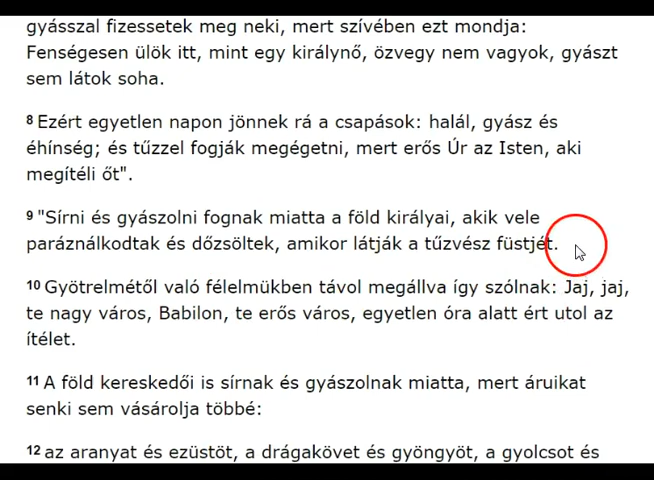 gyásszal fizessetek meg neki, mert szívében ezt mondja:
Fenségesen ülök itt, mint egy királynő, özvegy nem vagyok, gyászt
sem látok soha.
8 Ezért egyetlen napon jönnek rá a csapások: halál, gyász és
éhínség; és tűzzel fogják megégetni, mert erős Úr az Isten, aki
megítéli őt".
9 "Sírni és gyászolni fognak miatta a föld királyai, akik vele
paráználkodtak és dőzsöltek, amikor látják a tűzvész füstjét.
10 Gyötrelmétől való félelmükben távol megállva így szólnak: Jaj, jaj,
te nagy város, Babilon, te erős város, egyetlen óra alatt ért utol az
ítélet.
11 A föld kereskedői is sírnak és gyászolnak miatta, mert áruikat
senki sem vásárolja többé:
12 az aranyat és ezüstöt, a drágakövet és gyöngyöt, a gyolcsot és